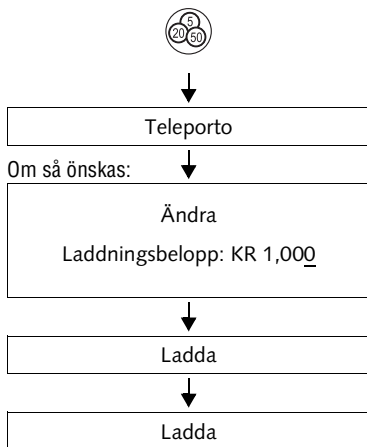 5
20 50
Teleporto
Om så önskas:
Ändra
Laddningsbelopp: KR 1,000
Ladda
Ladda